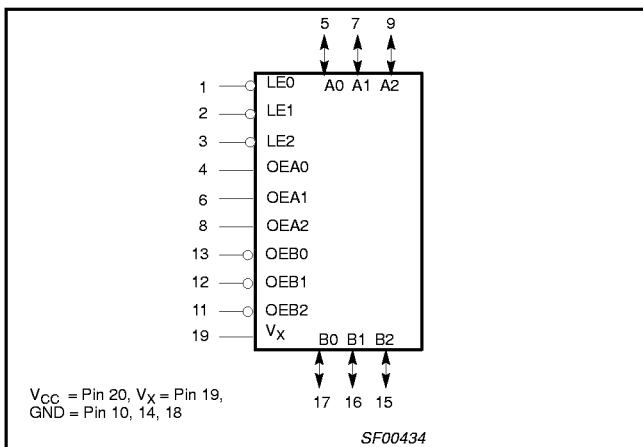 5 7 9
A0 A1 A2
1 LE0
2 LE1
3 LE2
4 OEA0
6 OEA1
8 OEA2
13 OEB0
12 OEB1
11 OEB2
19 VX
B0 B1 B2
17 16 15
VCC = Pin 20, VX = Pin 19,
GND = Pin 10, 14, 18
SF00434